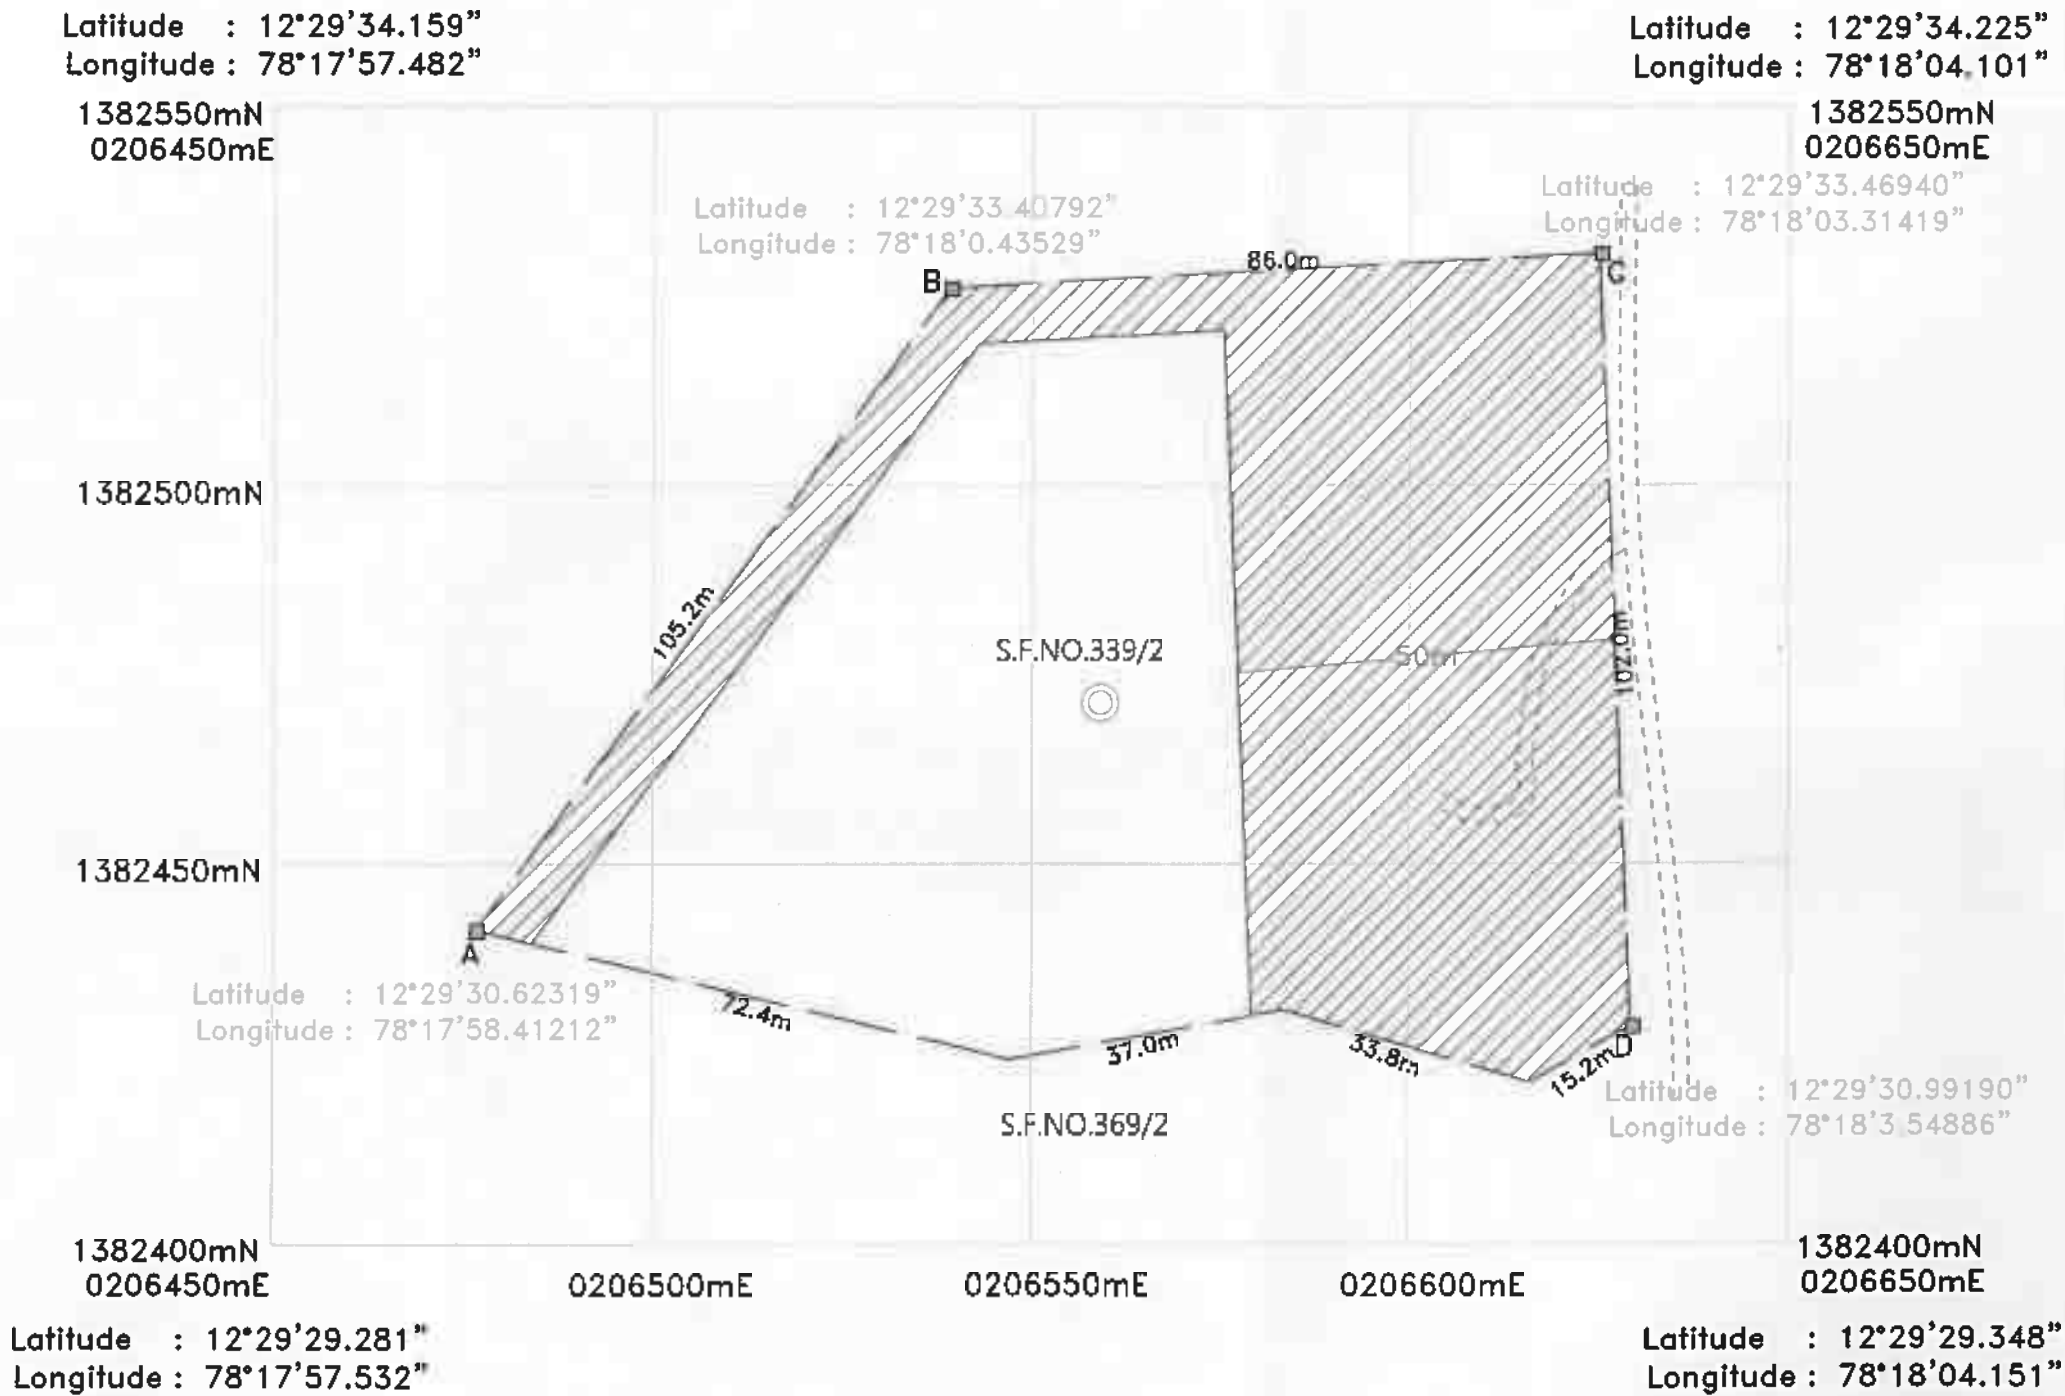 Latitude : 12°29'34.159"
Longitude : 78°17'57.482"
Latitude : 12°29'34.225"
Longitude : 78°18'04.101"
1382550mN
0206450mE
1382550mN
0206650mE
Latitude : 12°29'33.40792"
Longitude : 78°18'0.43529"
Latitude : 12°29'33.46940"
Longitude : 78°18'03.31419"
B
86.0m
C
1382500mN
105.2m
S.F.NO.339/2
50m
102.0m
1382450mN
A
Latitude : 12°29'30.62319"
Longitude : 78°17'58.41212"
72.4m
37.0m
33.8m
15.2m
D
Latitude : 12°29'30.99190"
Longitude : 78°18'3.54886"
S.F.NO.369/2
1382400mN
0206450mE
0206500mE
0206550mE
0206600mE
1382400mN
0206650mE
Latitude : 12°29'29.281"
Longitude : 78°17'57.532"
Latitude : 12°29'29.348"
Longitude : 78°18'04.151"